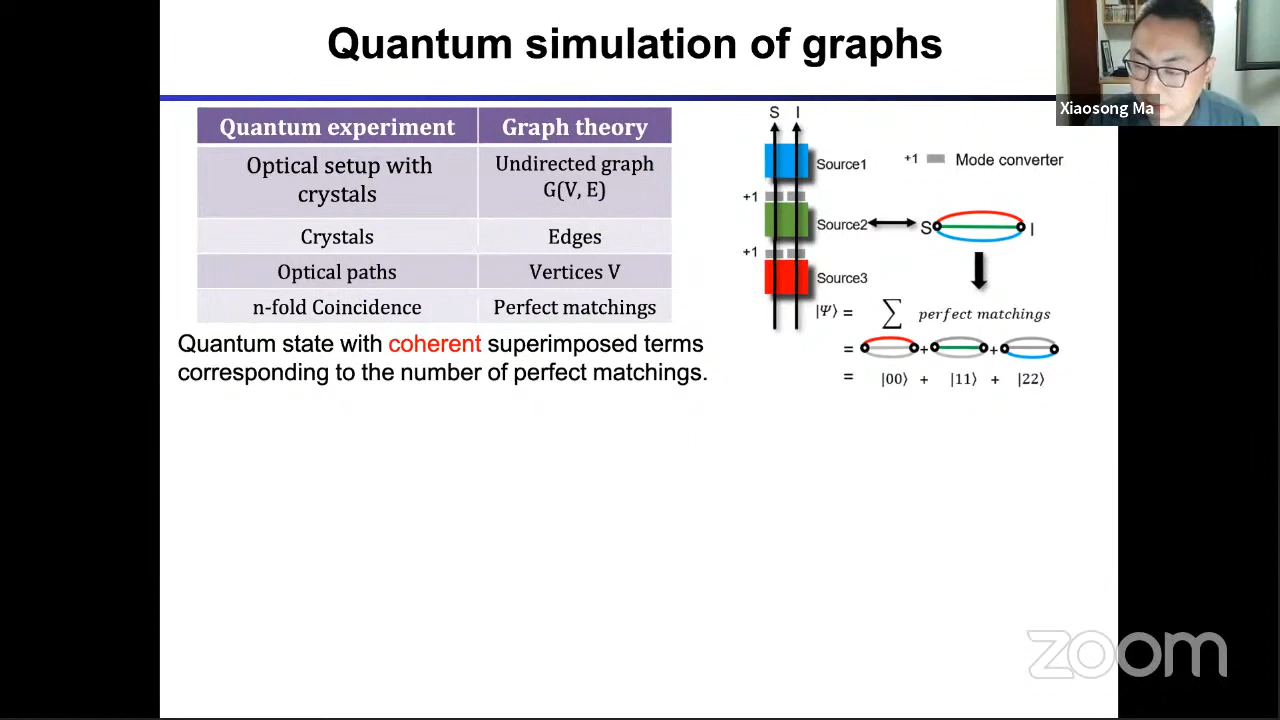 Quantum simulation of graphs
Xiaosong Ma
Quantum experiment Graph theory
Optical setup with crystals Undirected graph G(V, E)
Crystals Edges
Optical paths Vertices V
n-fold Coincidence Perfect matchings
Quantum state with coherent superimposed terms
corresponding to the number of perfect matchings.
S I
Source1
+1 Mode converter
+1
Source2
S I
+1
Source3
|Ψ⟩ = ∑ perfect matchings
= + +
= |00⟩ + |11⟩ + |22⟩
zoom